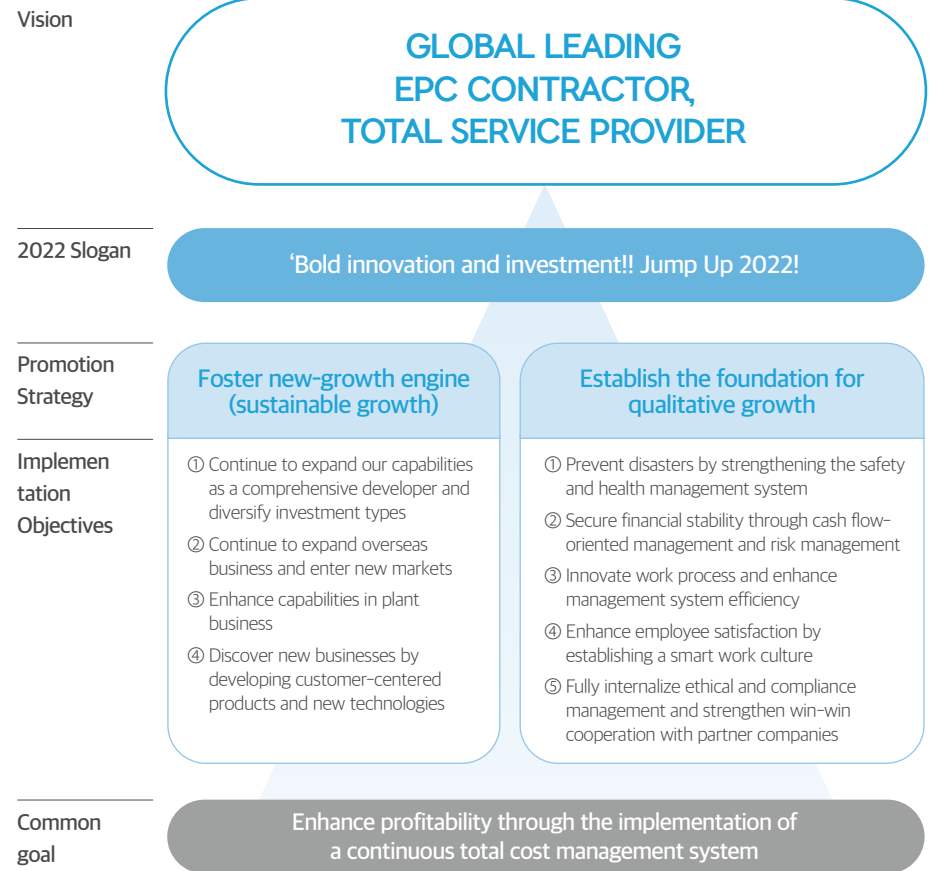 Vision
GLOBAL LEADING
EPC CONTRACTOR,
TOTAL SERVICE PROVIDER
2022 Slogan
‘Bold innovation and investment!! Jump Up 2022!
Promotion
Strategy
Foster new-growth engine
(sustainable growth)
Establish the foundation for
qualitative growth
Implemen
tation
Objectives
① Continue to expand our capabilities
as a comprehensive developer and
diversify investment types
② Continue to expand overseas
business and enter new markets
③ Enhance capabilities in plant
business
④ Discover new businesses by
developing customer-centered
products and new technologies
① Prevent disasters by strengthening the safety
and health management system
② Secure financial stability through cash flow-
oriented management and risk management
③ Innovate work process and enhance
management system efficiency
④ Enhance employee satisfaction by
establishing a smart work culture
⑤ Fully internalize ethical and compliance
management and strengthen win-win
cooperation with partner companies
Common
goal
Enhance profitability through the implementation of
a continuous total cost management system